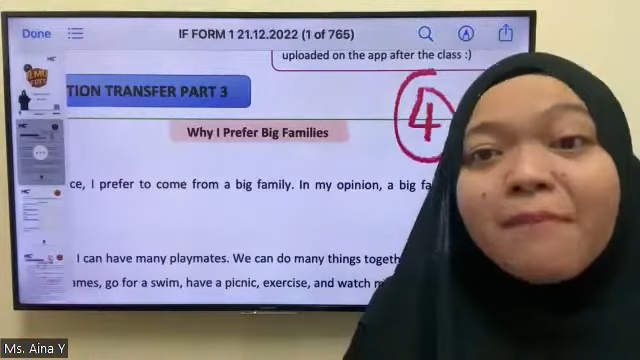 Done
IF FORM 1 21.12.2022 (1 of 765)
uploaded on the app after the class :)
TION TRANSFER PART 3
4
Why I Prefer Big Families
ce, I prefer to come from a big family. In my opinion, a big fa
I can have many playmates. We can do many things togeth
ames, go for a swim, have a picnic, exercise, and watch m
Ms. Aina Y